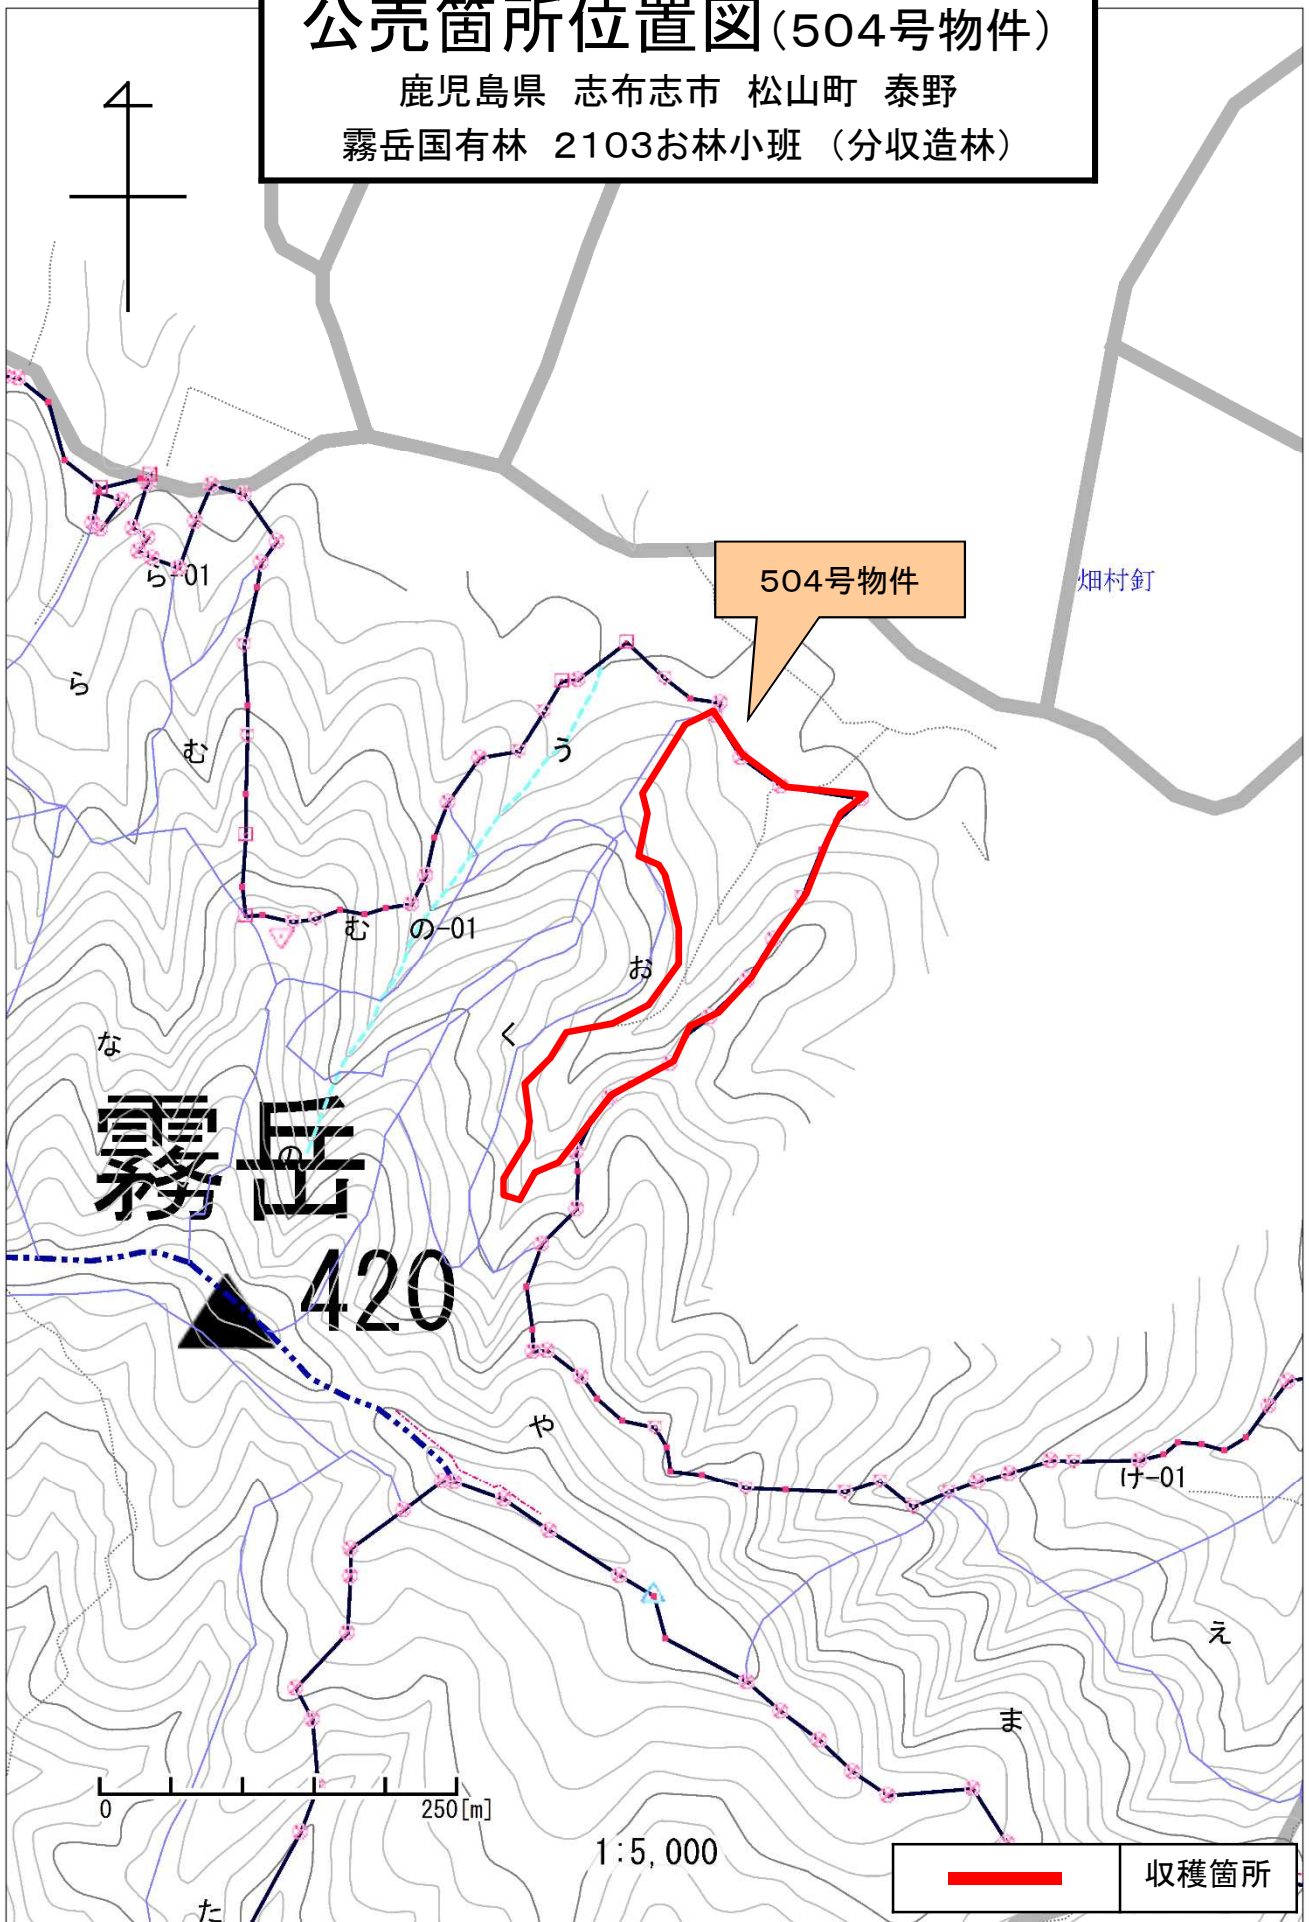 公売箇所位置図(504号物件)
鹿児島県 志布志市 松山町 泰野
霧岳国有林 2103お林小班 (分収造林)
504号物件
畑村釘
ら-01
ら
む
う
む
の-01
お
く
な
霧岳
の
420
や
け-01
え
ま
0
250[m]
1:5,000
収穫箇所
た